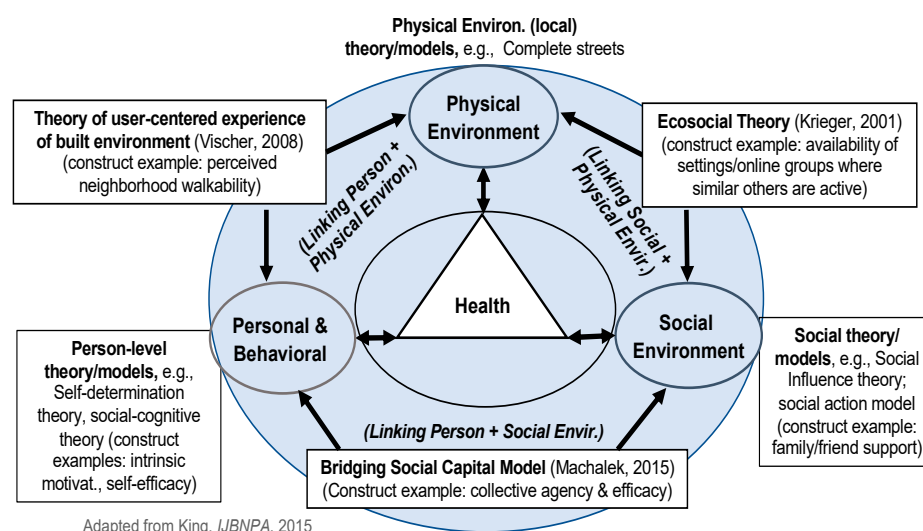 Physical Environ. (local)
theory/models, e.g., Complete streets
Physical
Environment
Theory of user-centered experience
of built environment (Vischer, 2008)
(construct example: perceived
neighborhood walkability)
Ecosocial Theory (Krieger, 2001)
(construct example: availability of
settings/online groups where
similar others are active)
(Linking Person +
Physical Environ.)
(Linking Social +
Physical Envir.)
Health
Personal &
Behavioral
Social
Environment
Person-level
theory/models, e.g.,
Self-determination
theory, social-cognitive
theory (construct
examples: intrinsic
motivat., self-efficacy)
Social theory/
models, e.g., Social
Influence theory;
social action model
(construct example:
family/friend support)
(Linking Person + Social Envir.)
Bridging Social Capital Model (Machalek, 2015)
(Construct example: collective agency & efficacy)
Adapted from King, IJBNPA, 2015